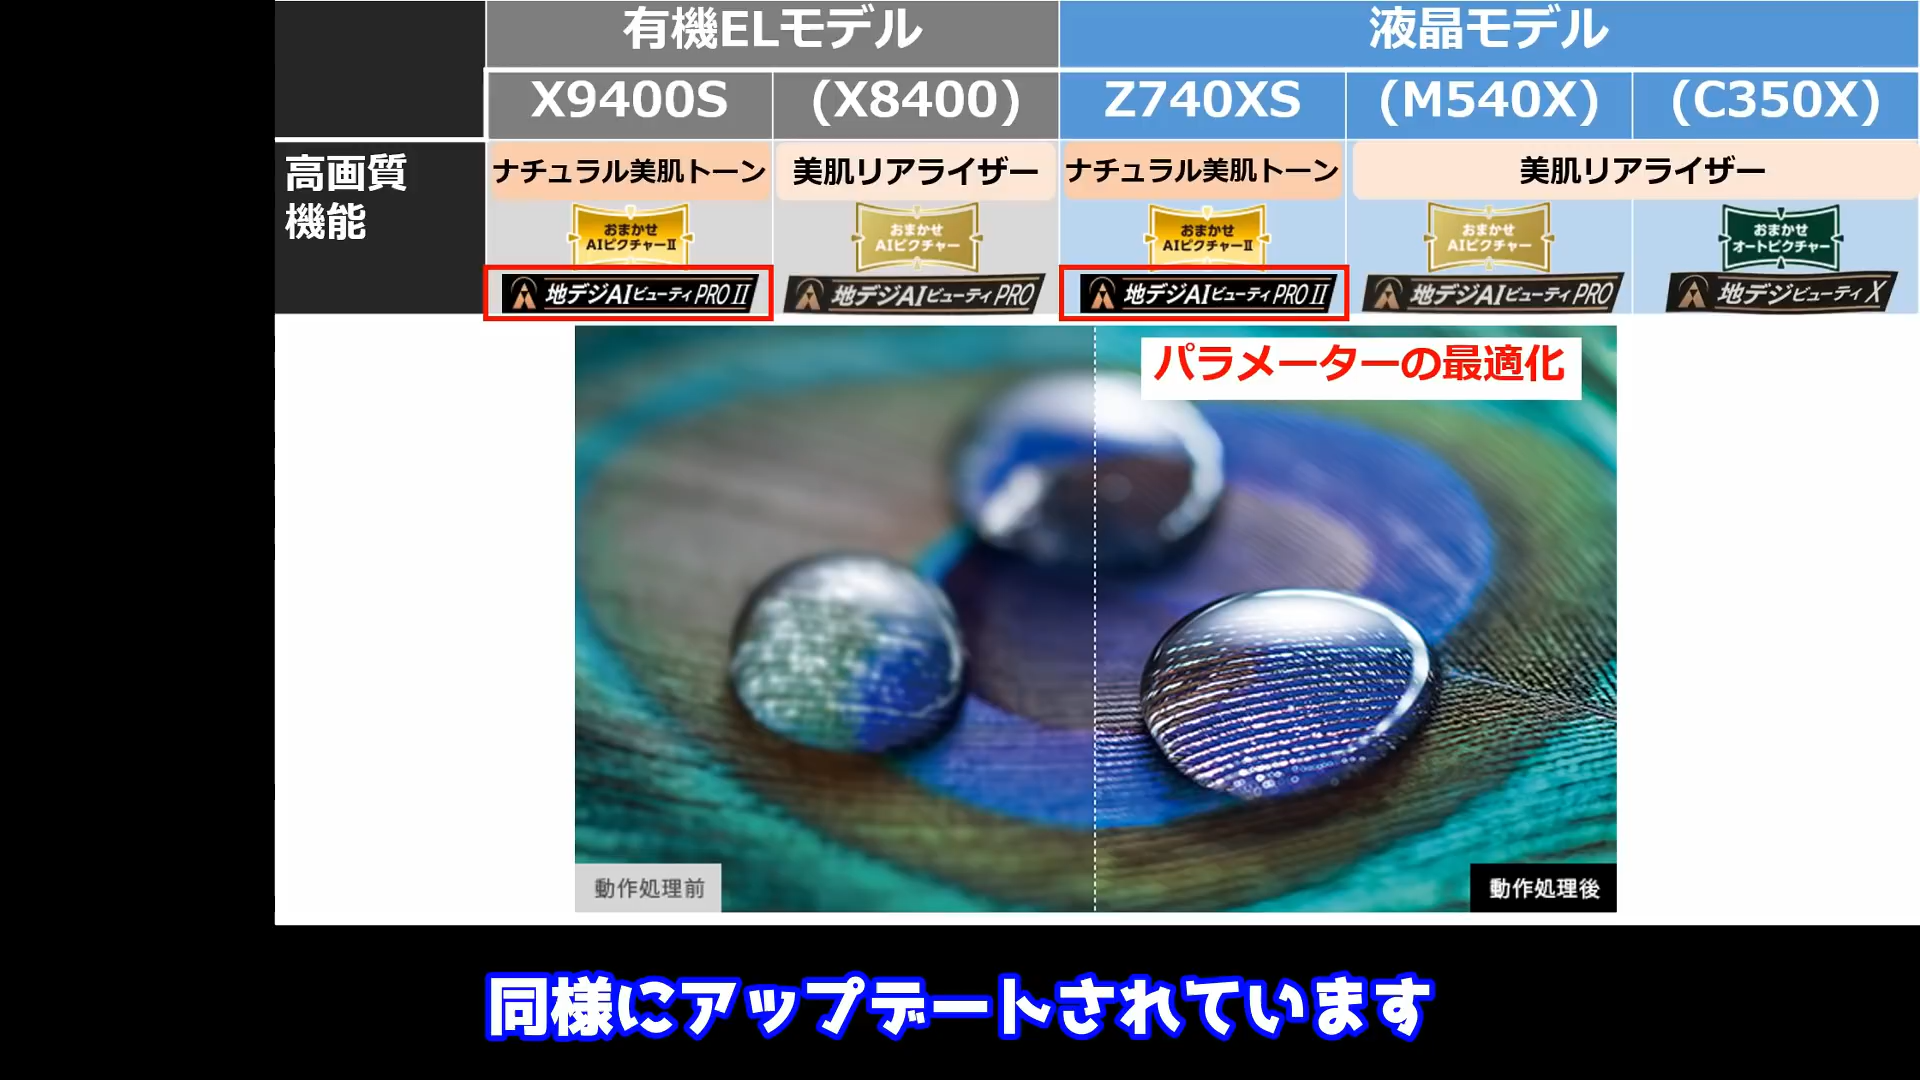 有機ELモデル 液晶モデル
X9400S (X8400) Z740XS (M540X) (C350X)
高画質
機能
ナチュラル美肌トーン 美肌リアライザー ナチュラル美肌トーン 美肌リアライザー
おまかせ
AIピクチャーII
おまかせ
AIピクチャー
おまかせ
AIピクチャーII
おまかせ
AIピクチャー
おまかせ
オートピクチャー
地デジAIビューティPRO II 地デジAIビューティPRO 地デジAIビューティPRO II 地デジAIビューティPRO 地デジビューティX
パラメーターの最適化
動作処理前 動作処理後
同様にアップデートされています